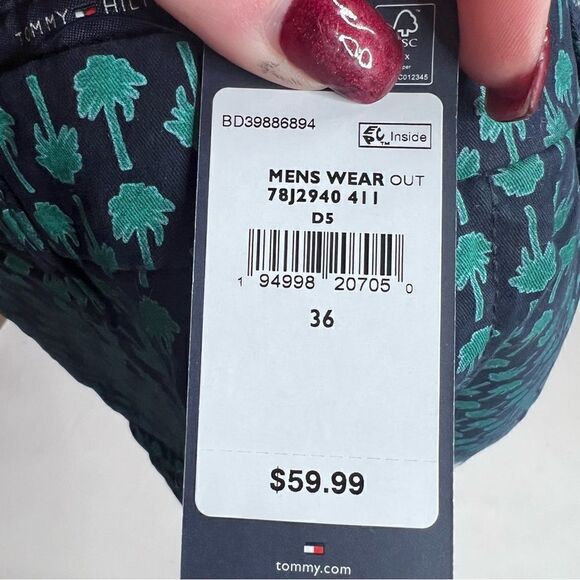 TOMMY HIL
C012345
BD39886894
Inside
MENS WEAR OUT
78J2940 411
D5
1 94998 20705 0
36
$59.99
tommy.com